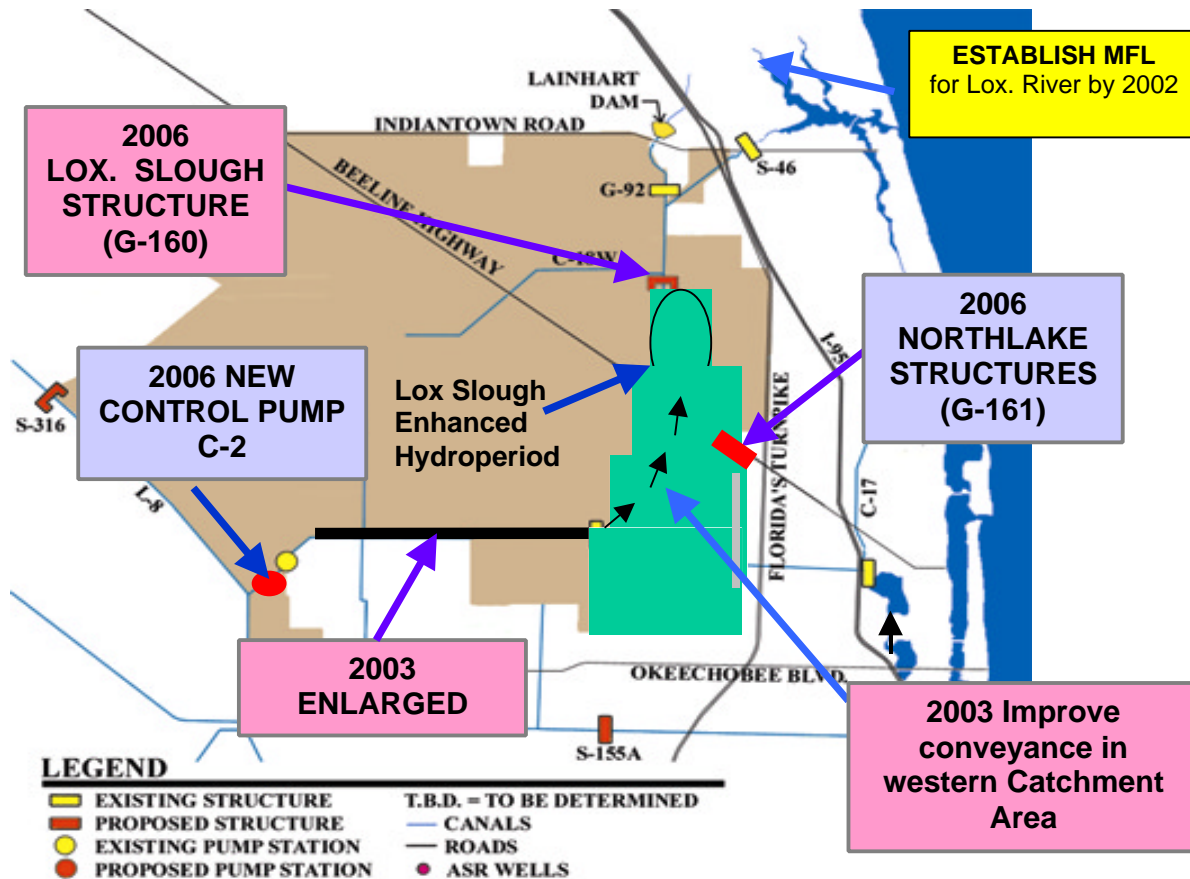 ESTABLISH MFL
for Lox. River by 2002
LAINHART
DAM
INDIANTOWN ROAD
2006
LOX. SLOUGH
STRUCTURE
(G-160)
BEELINE HIGHWAY
S-46
G-92
C-18W
2006
NORTHLAKE
STRUCTURES
(G-161)
I-95
2006 NEW
CONTROL PUMP
C-2
Lox Slough
Enhanced
Hydroperiod
S-316
L-8
FLORIDA'S TURNPIKE
C-17
2003
ENLARGED
OKEECHOBEE BLVD.
2003 Improve
conveyance in
western Catchment
Area
S-155A
LEGEND
EXISTING STRUCTURE
PROPOSED STRUCTURE
EXISTING PUMP STATION
PROPOSED PUMP STATION
T.B.D. = TO BE DETERMINED
CANALS
ROADS
ASR WELLS